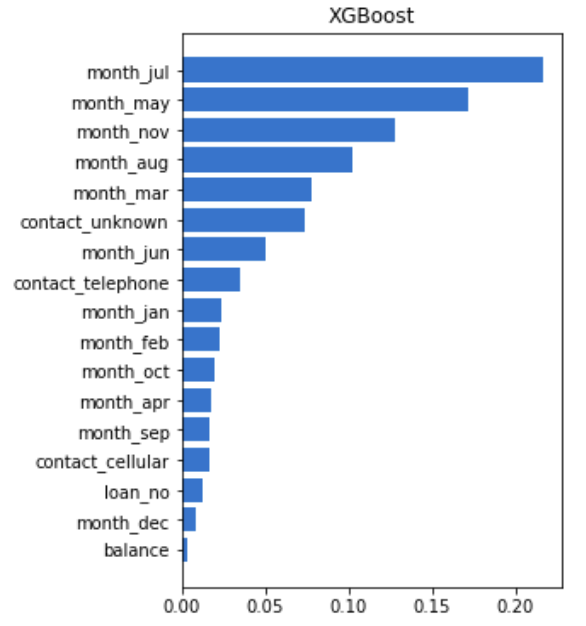 XGBoost
month_jul
month_may
month_nov
month_aug
month_mar
contact_unknown
month_jun
contact_telephone
month_jan
month_feb
month_oct
month_apr
month_sep
contact_cellular
loan_no
month_dec
balance
0.00 0.05 0.10 0.15 0.20